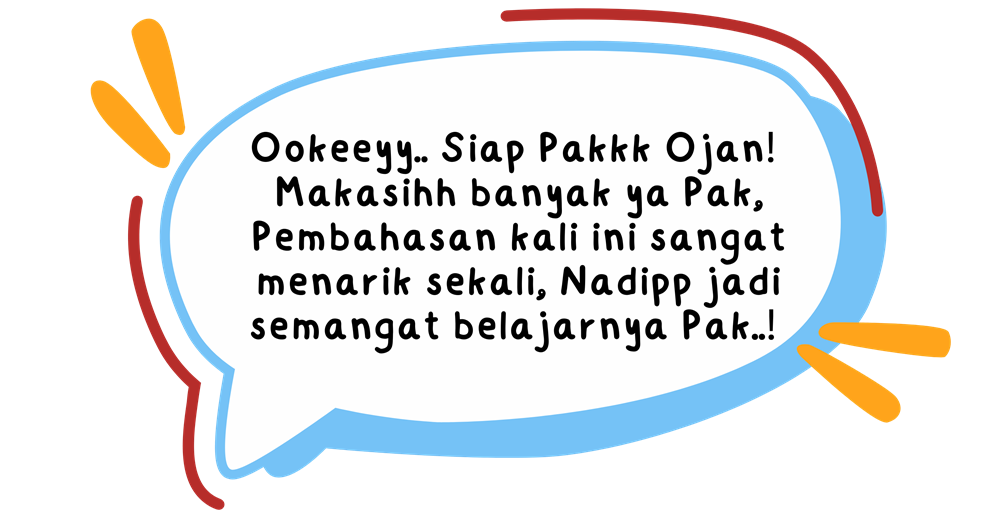 Ookeeyy.. Siap Pakkk Ojan!
Makasihh banyak ya Pak,
Pembahasan kali ini sangat
menarik sekali, Nadipp jadi
semangat belajarnya Pak..!